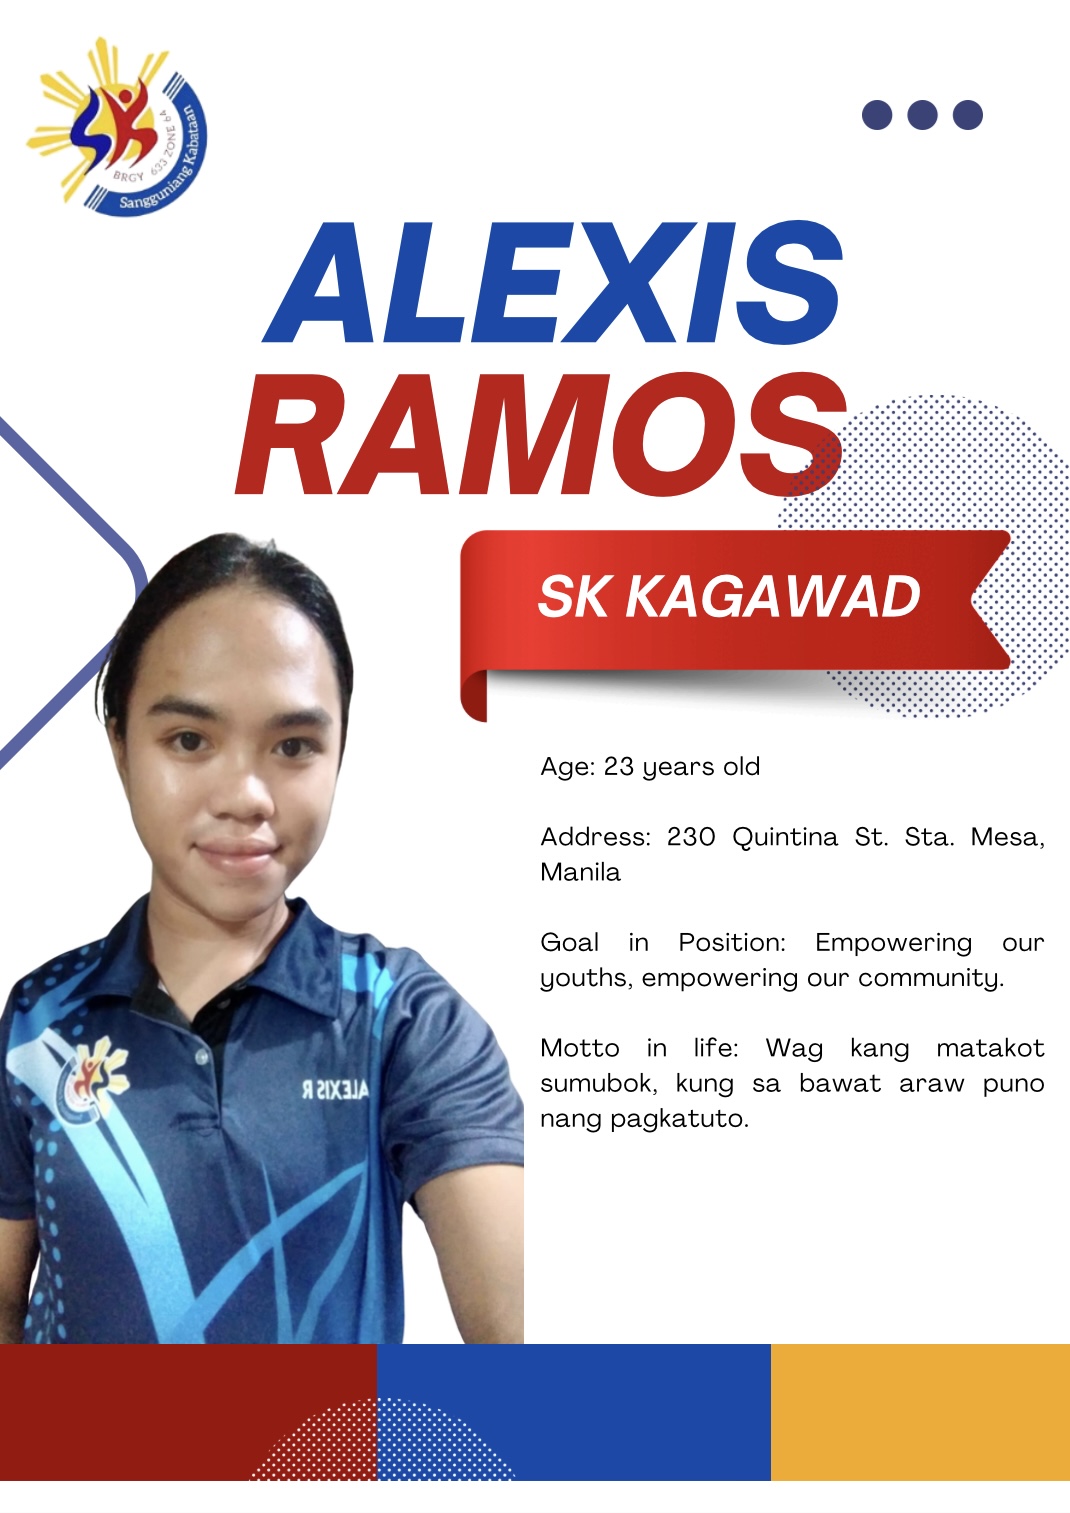 BRGY 633 ZONE 64
Sangguniang Kabataan
ALEXIS
RAMOS
SK KAGAWAD
Age: 23 years old
Address: 230 Quintina St. Sta. Mesa,
Manila
Goal in Position: Empowering our
youths, empowering our community.
Motto in life: Wag kang matakot
sumubok, kung sa bawat araw puno
nang pagkatuto.
ALEXIS R